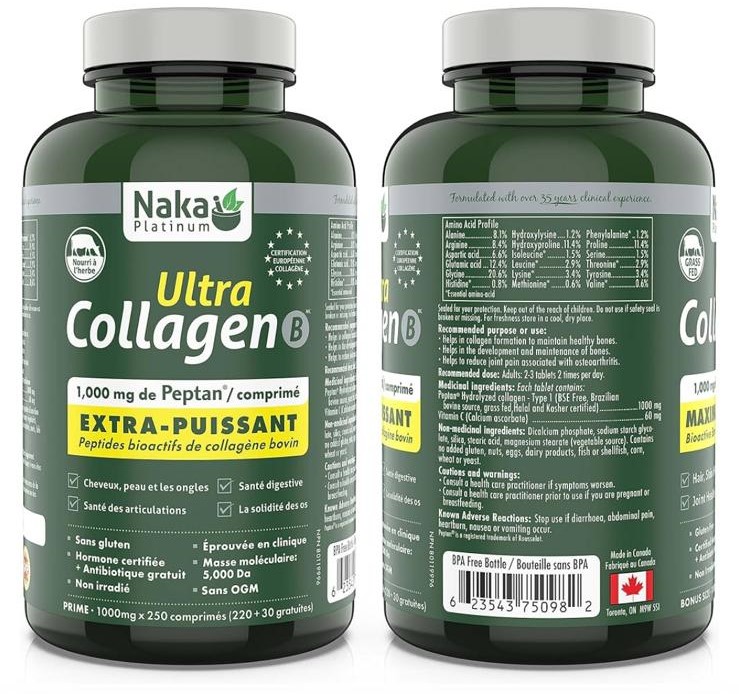 Naka
Platinum
Nourri à
l'herbe
CERTIFICATION
EUROPÉENNE
COLLAGÈNE
Ultra
Collagen B
1,000 mg de Peptan®/ comprimé
EXTRA-PUISSANT
Peptides bioactifs de collagène bovin
Cheveux, peau et les ongles
Santé digestive
Santé des articulations
La solidité des os
• Sans gluten
• Hormone certifiée
+ Antibiotique gratuit
• Non irradié
• Éprouvée en clinique
• Masse moléculaire:
5,000 Da
• Sans OGM
PRIME • 1000mg x 250 comprimés (220 + 30 gratuites)
NPN 80119996
BPA Free Bottle
6 23543
Formulated with over 35 years clinical experience.
Amino Acid Profile
Alanine 8.1% Hydroxylysine 1.2% Phenylalanine* 1.2%
Arginine 8.4% Hydroxyproline 11.4% Proline 11.4%
Aspartic acid 6.6% Isoleucine* 1.5% Serine 1.5%
Glutamic acid 12.4% Leucine* 2.9% Threonine* 2.9%
Glycine 20.6% Lysine* 3.4% Tyrosine 3.4%
Histidine* 0.8% Methionine* 0.6% Valine* 0.6%
*Essential amino-acid
Sealed for your protection. Keep out of the reach of children. Do not use if safety seal is
broken or missing. For freshness store in a cool, dry place.
Recommended purpose or use:
• Helps in collagen formation to maintain healthy bones.
• Helps in the development and maintenance of bones.
• Helps to reduce joint pain associated with osteoarthritis.
Recommended dose: Adults: 2-3 tablets 2 times per day.
Medicinal ingredients: Each tablet contains:
Peptan® Hydrolyzed collagen - Type 1 (BSE Free, Brazilian
bovine source, grass fed,Halal and Kosher certified) 1000 mg
Vitamin C (Calcium ascorbate) 60 mg
Non-medicinal ingredients: Dicalcium phosphate, sodium starch glyco-
late, silica, stearic acid, magnesium stearate (vegetable source). Contains
no added gluten, nuts, eggs, dairy products, fish or shellfish, corn,
wheat or yeast.
Cautions and warnings:
• Consult a health care practitioner if symptoms worsen.
• Consult a health care practitioner prior to use if you are pregnant or
breastfeeding.
Known Adverse Reactions: Stop use if diarrhoea, abdominal pain,
heartburn, nausea or vomiting occurs.
Peptan® is a registered trademark of Rousselot.
BPA Free Bottle / Bouteille sans BPA
6 23543 75098 2
Made in Canada
Fabriqué au Canada
Toronto, ON M9W 5S1
NPN 80119996
GRASS
FED